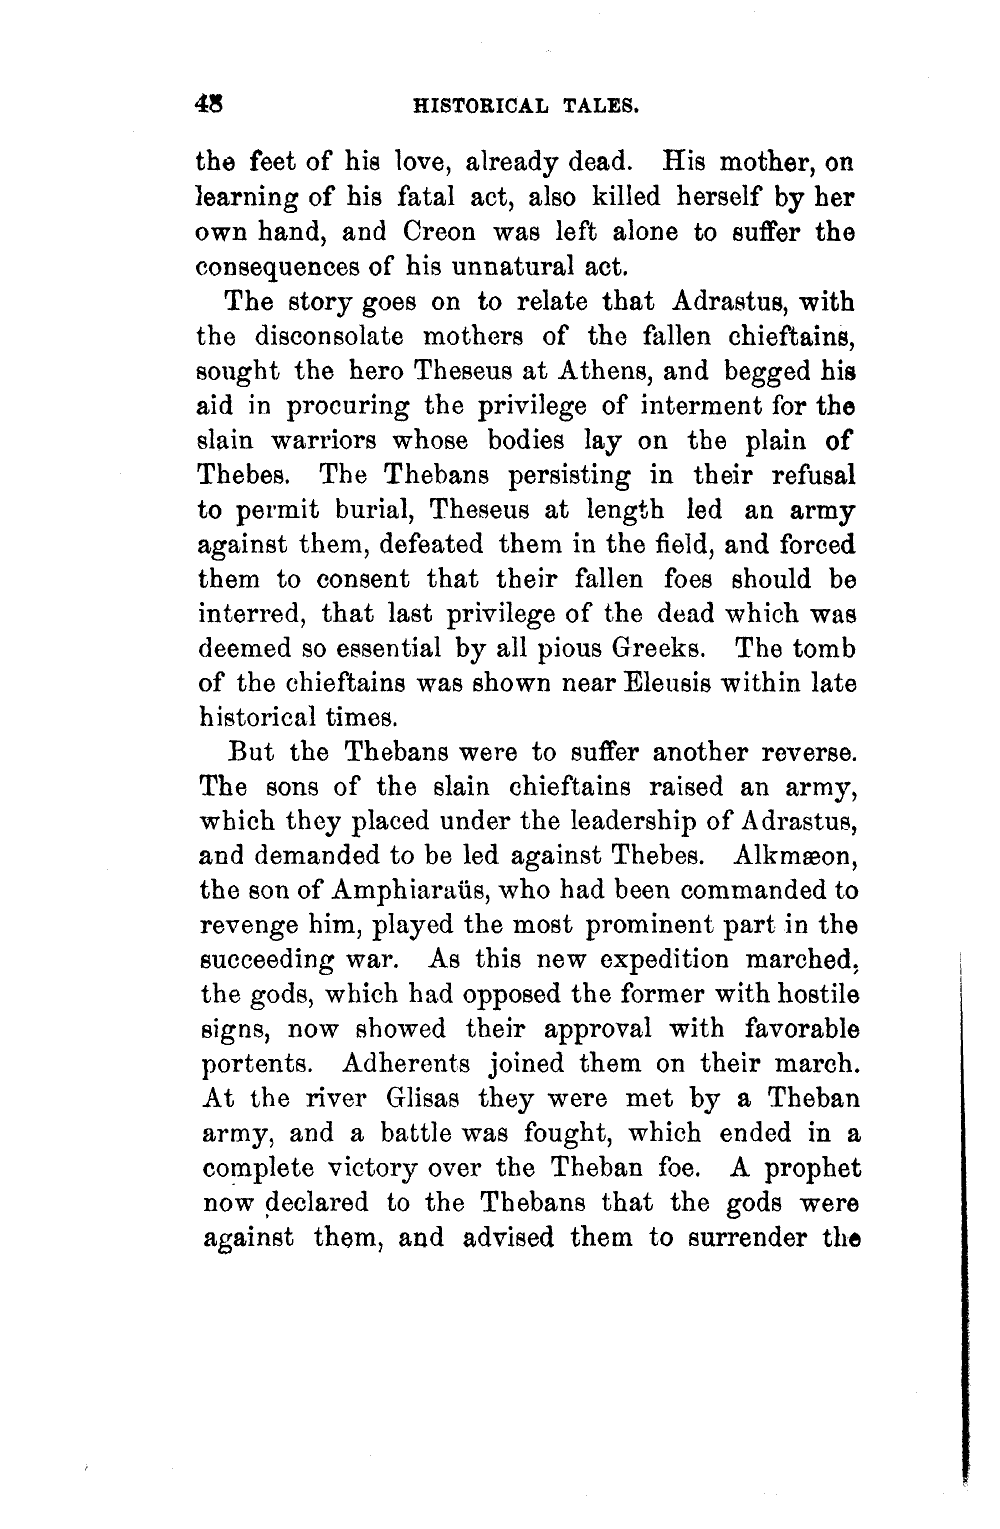 48 HISTORICAL TALES.
the feet of his love, already dead. His mother, on
learning of his fatal act, also killed herself by her
own hand, and Creon was left alone to suffer the
consequences of his unnatural act.
The story goes on to relate that Adrastus, with
the disconsolate mothers of the fallen chieftains,
sought the hero Theseus at Athens, and begged his
aid in procuring the privilege of interment for the
slain warriors whose bodies lay on the plain of
Thebes. The Thebans persisting in their refusal
to permit burial, Theseus at length led an army
against them, defeated them in the field, and forced
them to consent that their fallen foes should be
interred, that last privilege of the dead which was
deemed so essential by all pious Greeks. The tomb
of the chieftains was shown near Eleusis within late
historical times.
But the Thebans were to suffer another reverse.
The sons of the slain chieftains raised an army,
which they placed under the leadership of Adrastus,
and demanded to be led against Thebes. Alkmæon,
the son of Amphiaraüs, who had been commanded to
revenge him, played the most prominent part in the
succeeding war. As this new expedition marched,
the gods, which had opposed the former with hostile
signs, now showed their approval with favorable
portents. Adherents joined them on their march.
At the river Glisas they were met by a Theban
army, and a battle was fought, which ended in a
complete victory over the Theban foe. A prophet
now declared to the Thebans that the gods were
against them, and advised them to surrender the